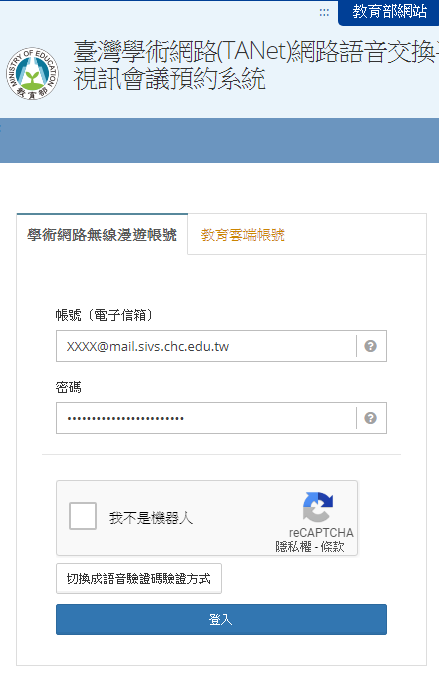 :::
教育部網站
MINISTRY OF EDUCATION
教育部
臺灣學術網路(TANet)網路語音交換平
視訊會議預約系統
學術網路無線漫遊帳號
教育雲端帳號
帳號（電子信箱）
XXXX@mail.sivs.chc.edu.tw
密碼
•••••••••••••••••••••••••
我不是機器人
reCAPTCHA
隱私權 - 條款
切換成語音驗證碼驗證方式
登入